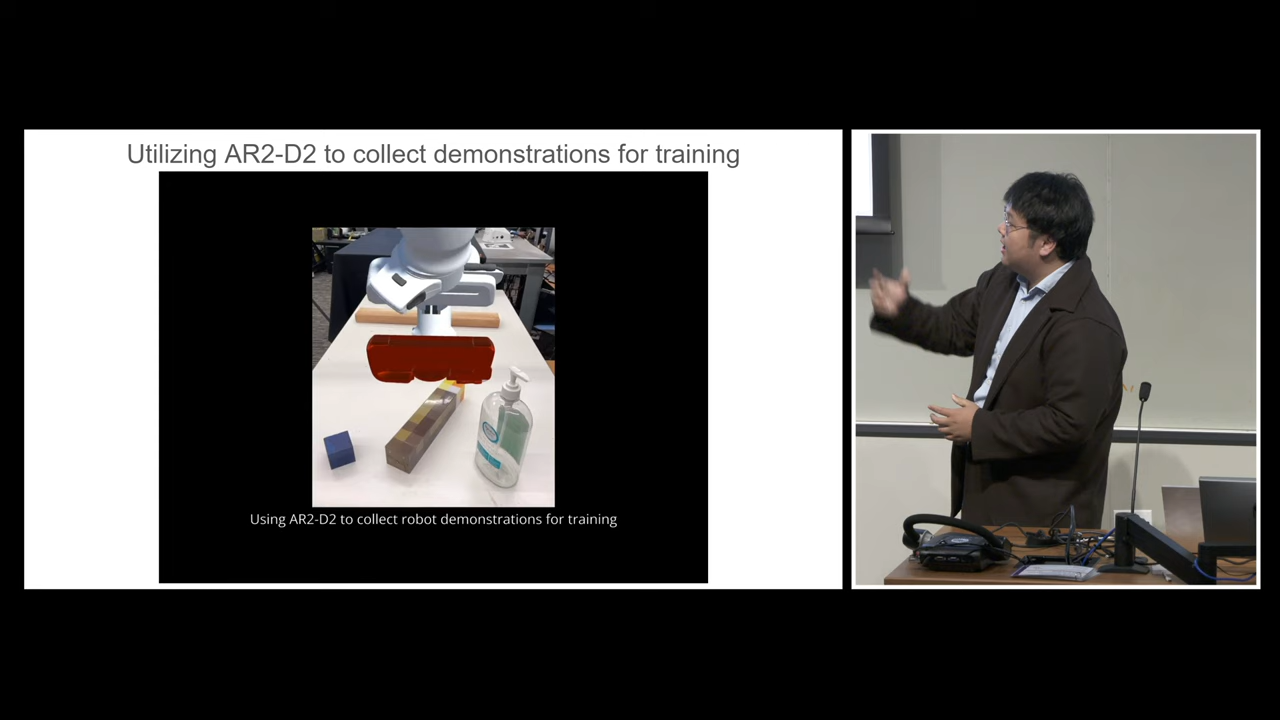 Utilizing AR2-D2 to collect demonstrations for training
Using AR2-D2 to collect robot demonstrations for training